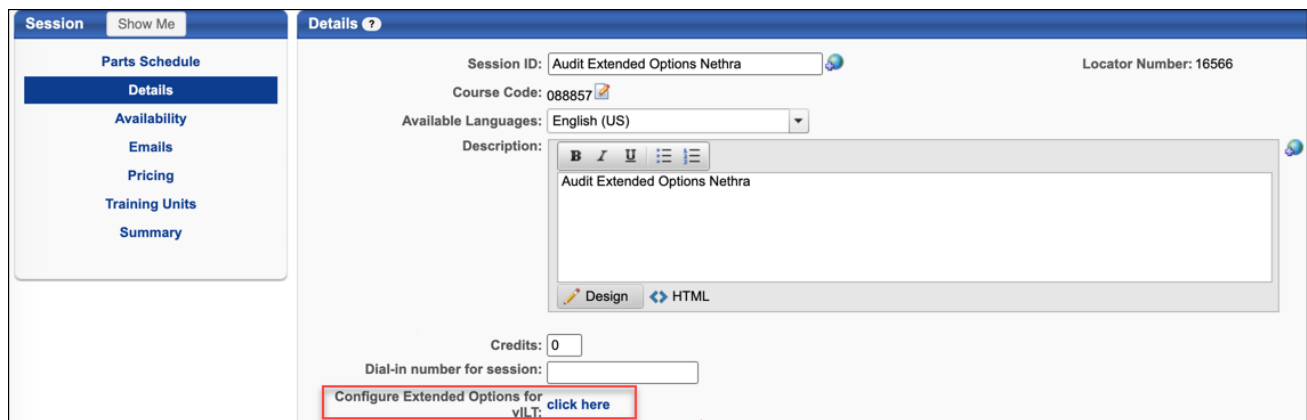 Session Show Me
Parts Schedule
Details
Availability
Emails
Pricing
Training Units
Summary
Details ?
Session ID: Audit Extended Options Nethra
Locator Number: 16566
Course Code: 088857
Available Languages: English (US)
Description:
B I U
Audit Extended Options Nethra
Design HTML
Credits: 0
Dial-in number for session:
Configure Extended Options for
vILT: click here